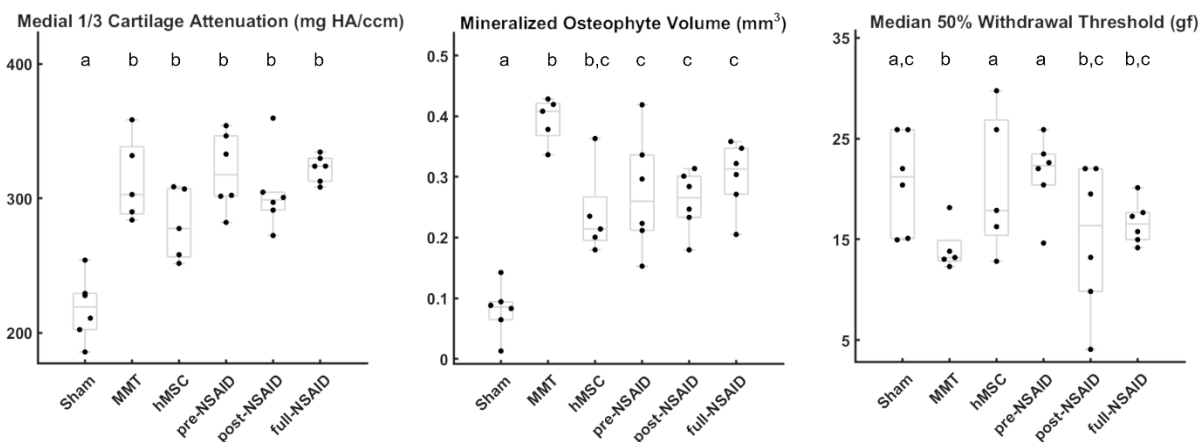 Medial 1/3 Cartilage Attenuation (mg HA/ccm)
400
300
200
a b b b b b
Sham MMT hMSC pre-NSAID post-NSAID full-NSAID
Mineralized Osteophyte Volume (mm³)
0.5
0.4
0.3
0.2
0.1
0
a b b,c c c c
Sham MMT hMSC pre-NSAID post-NSAID full-NSAID
Median 50% Withdrawal Threshold (gf)
35
25
15
5
a,c b a a b,c b,c
Sham MMT hMSC pre-NSAID post-NSAID full-NSAID